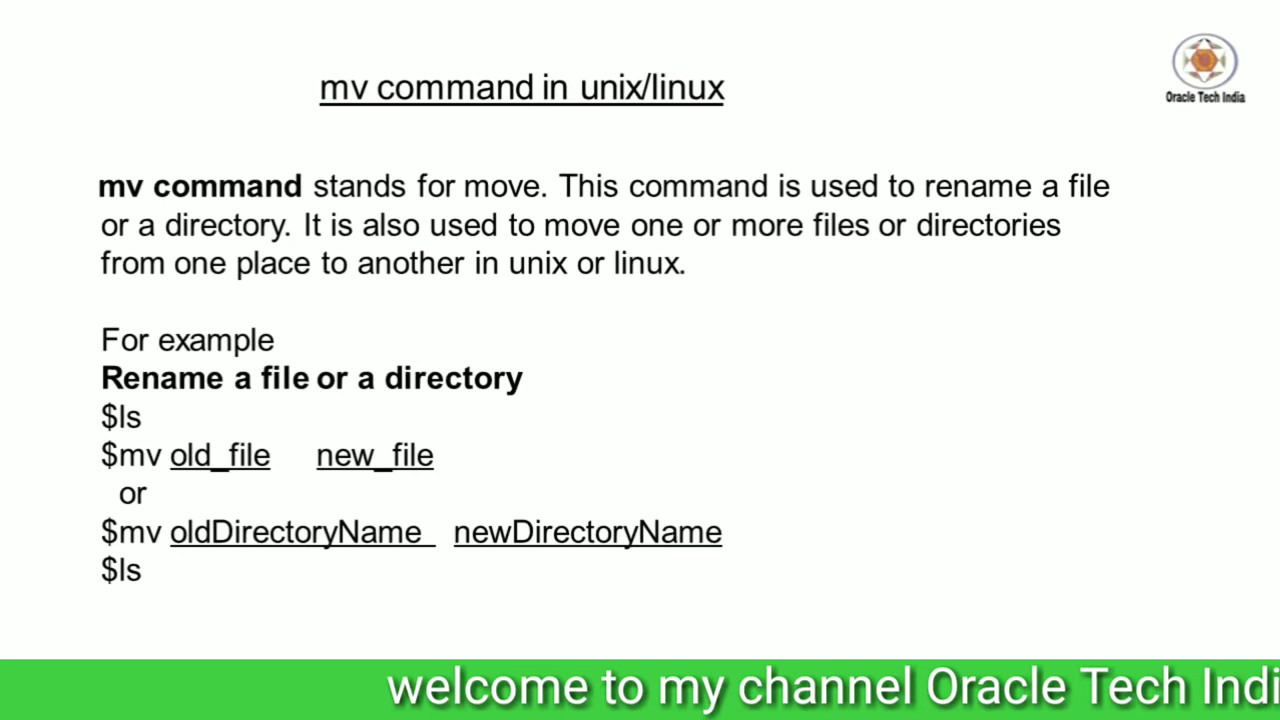 mv command in unix/linux
Oracle Tech India
mv command stands for move. This command is used to rename a file
or a directory. It is also used to move one or more files or directories
from one place to another in unix or linux.
For example
Rename a file or a directory
$ls
$mv old_file new_file
or
$mv oldDirectoryName newDirectoryName
$ls
welcome to my channel Oracle Tech Indi